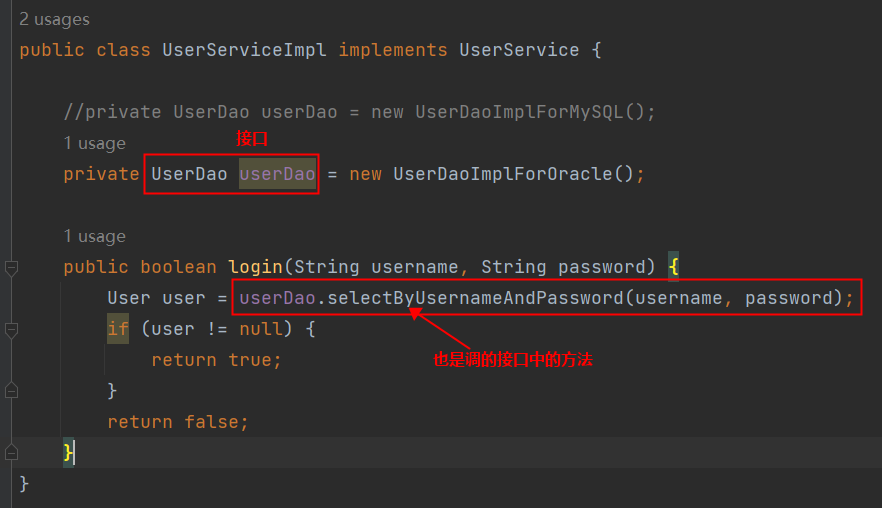 2 usages
public class UserServiceImpl implements UserService {
//private UserDao userDao = new UserDaoImplForMySQL();
1 usage
接口
private UserDao userDao = new UserDaoImplForOracle();
1 usage
public boolean login(String username, String password) {
User user = userDao.selectByUsernameAndPassword(username, password);
if (user != null) {
return true;
也是调的接口中的方法
}
return false;
}
}